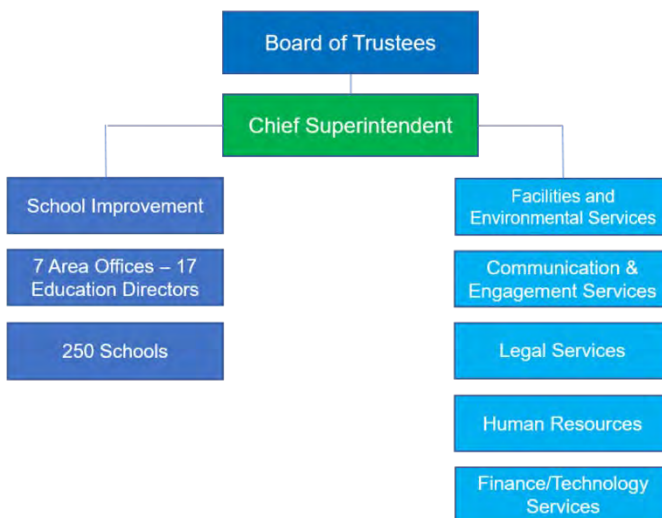 Board of Trustees
Chief Superintendent
School Improvement
7 Area Offices – 17
Education Directors
250 Schools
Facilities and
Environmental Services
Communication &
Engagement Services
Legal Services
Human Resources
Finance/Technology
Services